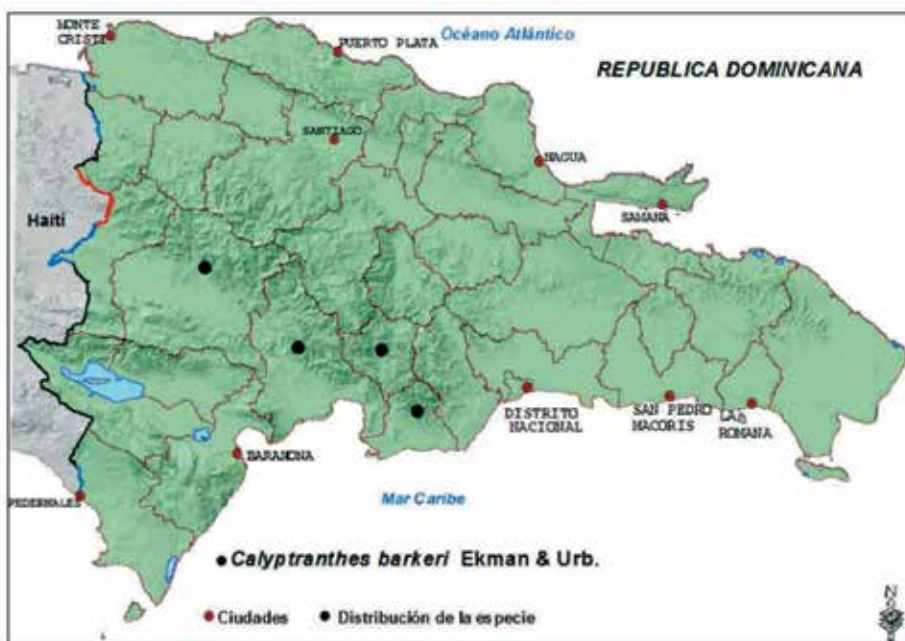 MONTE
CRISTI
PUERTO PLATA
Océano Atlántico
REPUBLICA DOMINICANA
SANTIAGO
NAGUA
SAMANA
Haití
DISTRITO
NACIONAL
SAN PEDRO
MACORIS
LA
ROMANA
BARAHONA
PEDERNALES
Mar Caribe
Calyptranthes barkeri Ekman & Urb.
Ciudades
Distribución de la especie
N